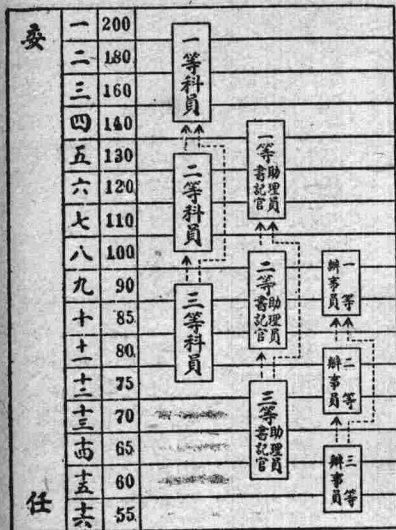 委任
一 200
二 180
三 160
四 140
五 130
六 120
七 110
八 100
九 90
十 85
十一 80
十二 75
十三 70
十四 65
十五 60
十六 55
一等科員
二等科員
三等科員
一等助理員書記官
二等助理員書記官
三等助理員書記官
一等辦事員
二等辦事員
三等辦事員